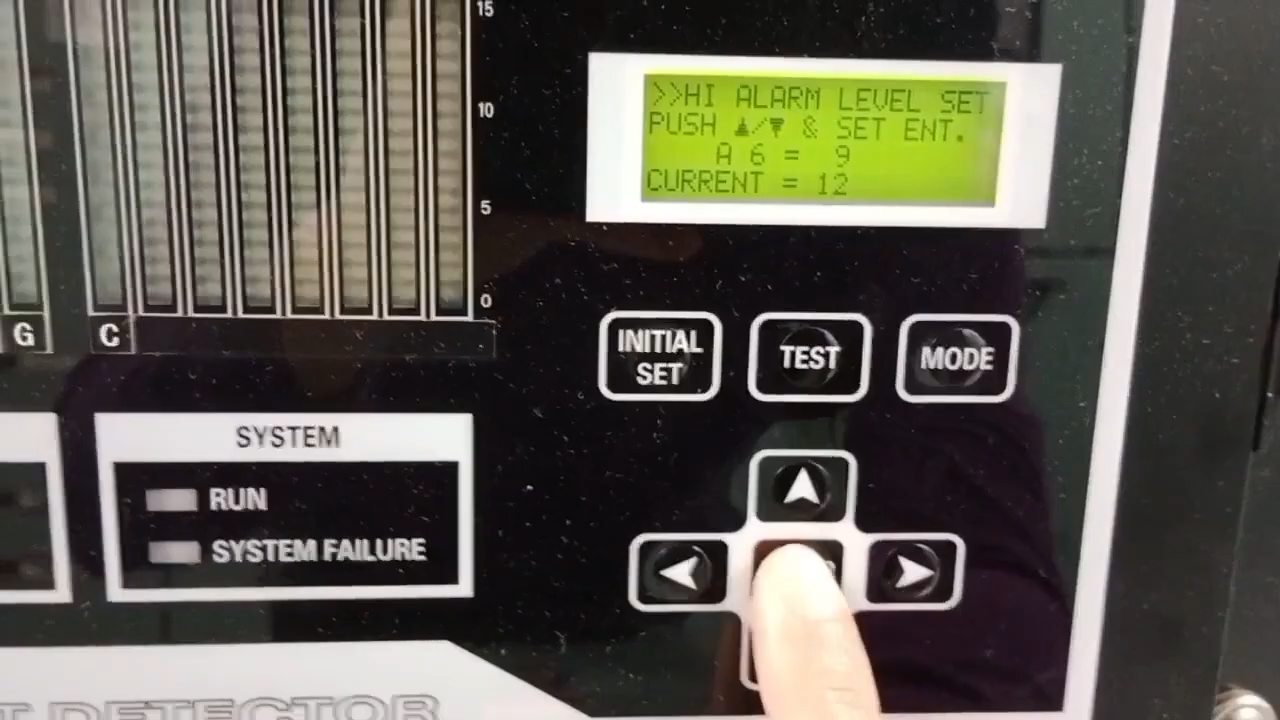 15
10
5
0
>>HI ALARM LEVEL SET
PUSH ▲/▼ & SET ENT.
A 6 = 9
CURRENT = 12
G
C
INITIAL
SET
TEST
MODE
SYSTEM
RUN
SYSTEM FAILURE
DETECTOR